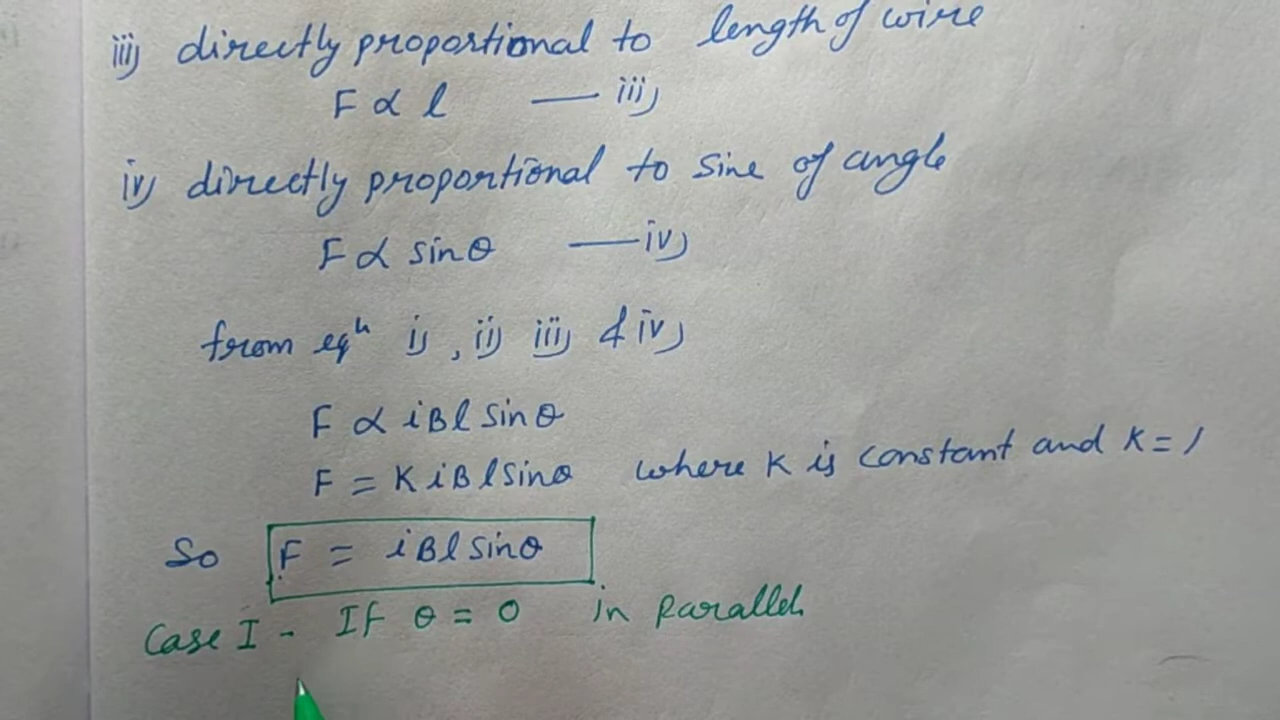 iii) directly proportional to length of wire
F ∝ l — iii)
iv) directly proportional to Sine of angle
F ∝ sinθ — iv)
from eqⁿ i), ii) iii) & iv)
F ∝ iBl sinθ
F = K iBl sinθ where K is constant and K = 1
So F = iBl sinθ
Case I - If θ = 0 in parallel